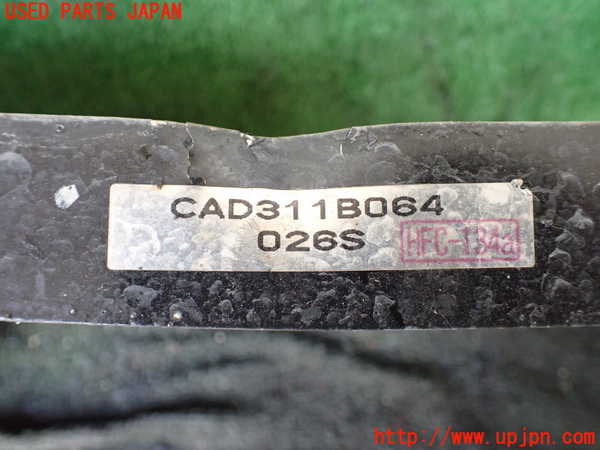 USED PARTS JAPAN
CAD311B064
026S
HFC-134a
http://www.upjpn.com